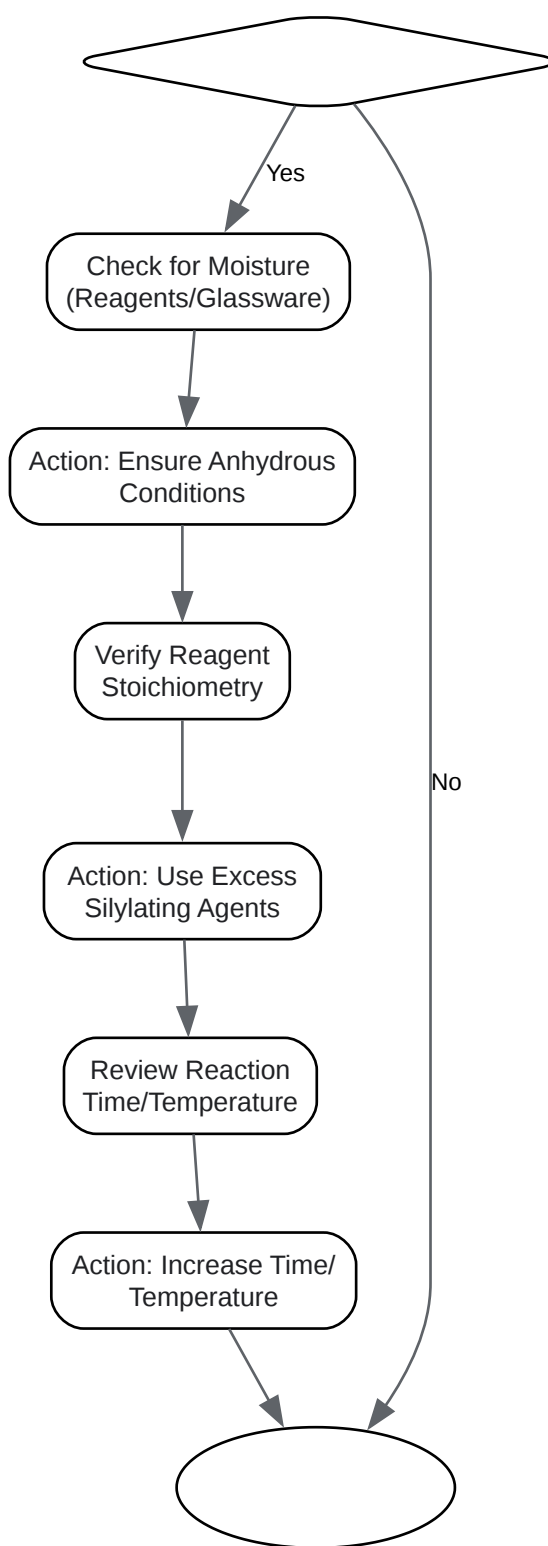 Yes
Check for Moisture
(Reagents/Glassware)
Action: Ensure Anhydrous
Conditions
Verify Reagent
Stoichiometry
No
Action: Use Excess
Silylating Agents
Review Reaction
Time/Temperature
Action: Increase Time/
Temperature